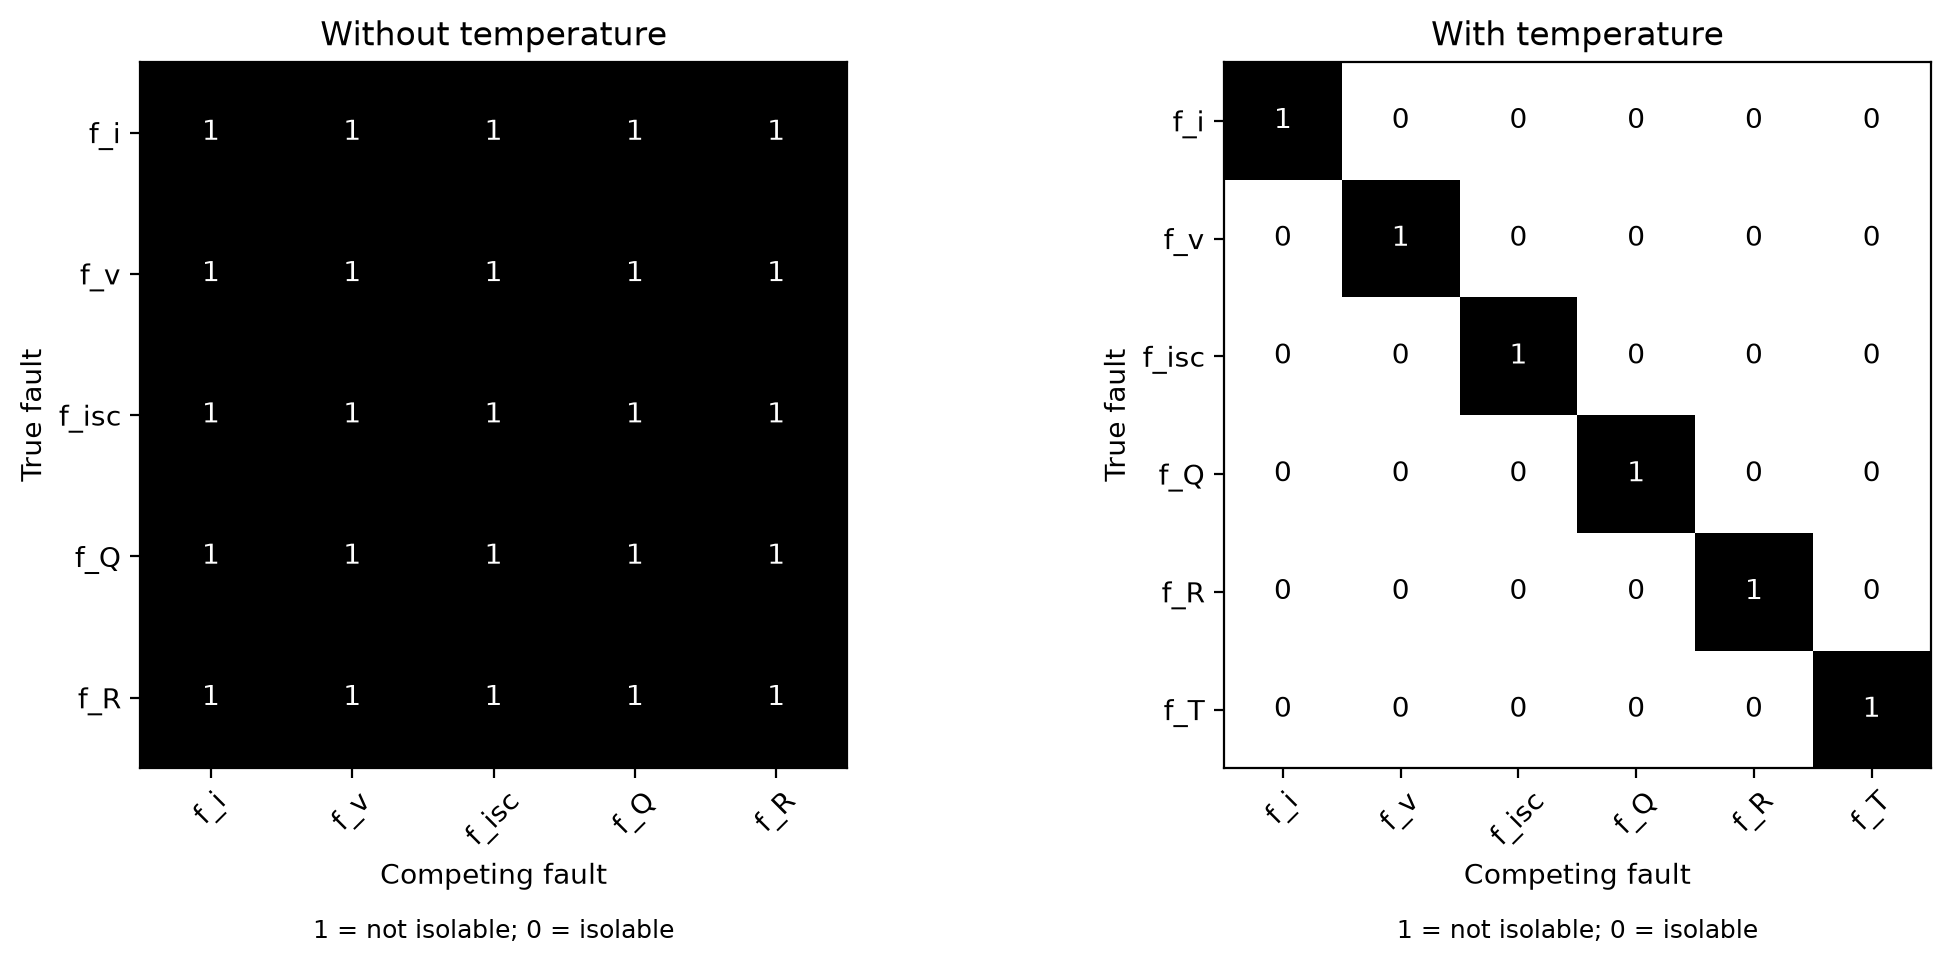 Without temperature
f_i 1 1 1 1 1
f_v 1 1 1 1 1
f_isc 1 1 1 1 1
f_Q 1 1 1 1 1
f_R 1 1 1 1 1
True fault
f_i f_v f_isc f_Q f_R
Competing fault
1 = not isolable; 0 = isolable
With temperature
f_i 1 0 0 0 0 0
f_v 0 1 0 0 0 0
f_isc 0 0 1 0 0 0
f_Q 0 0 0 1 0 0
f_R 0 0 0 0 1 0
f_T 0 0 0 0 0 1
True fault
f_i f_v f_isc f_Q f_R f_T
Competing fault
1 = not isolable; 0 = isolable